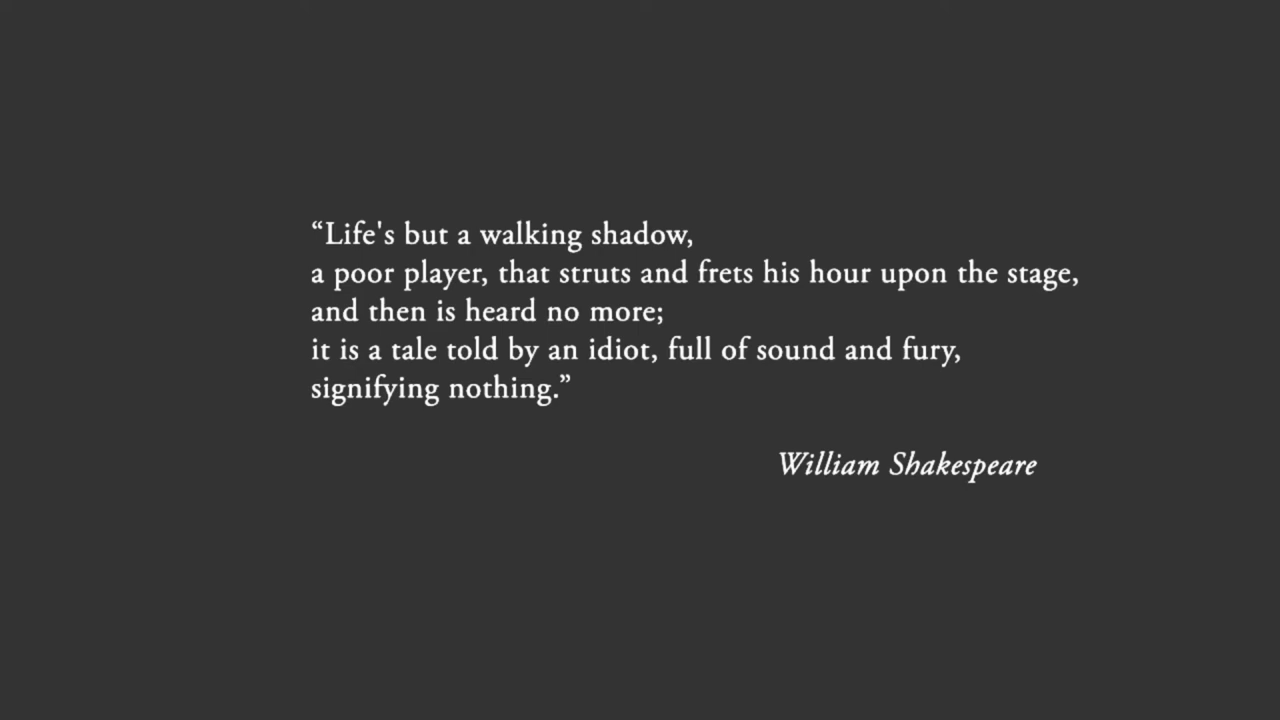 “Life's but a walking shadow,
a poor player, that struts and frets his hour upon the stage,
and then is heard no more;
it is a tale told by an idiot, full of sound and fury,
signifying nothing.”
William Shakespeare